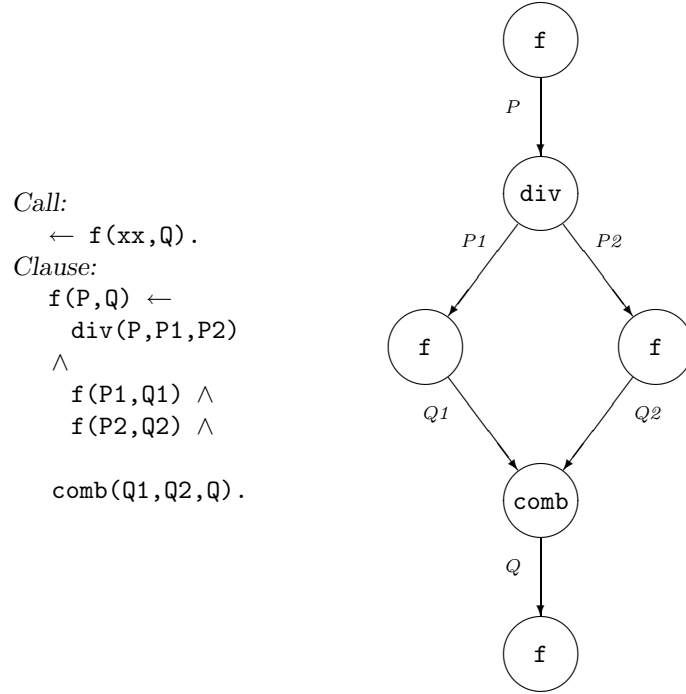 Call:
← f(xx,Q).
Clause:
f(P,Q) ←
div(P,P1,P2)
∧
f(P1,Q1) ∧
f(P2,Q2) ∧
comb(Q1,Q2,Q).
f
P
div
P1 P2
f f
Q1 Q2
comb
Q
f